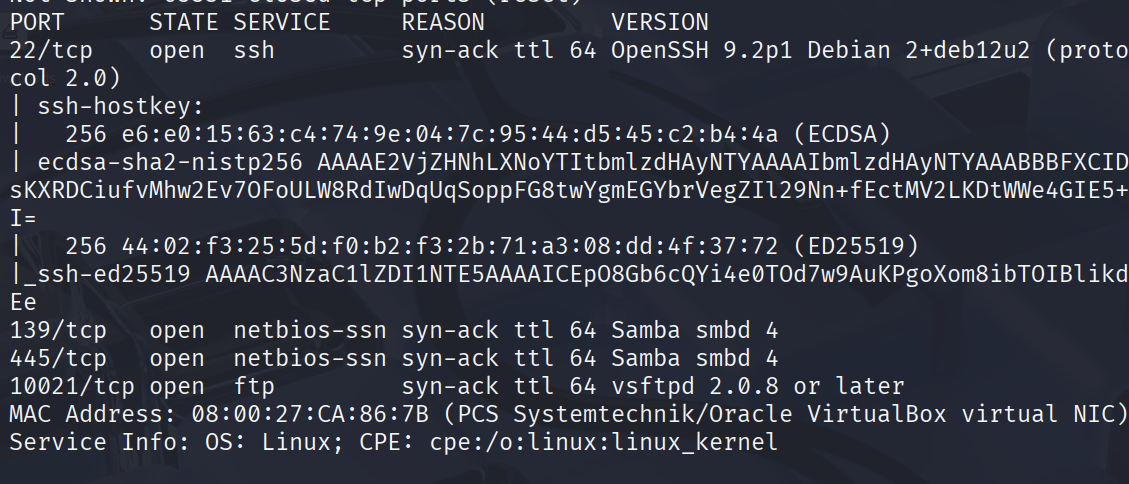 PORT      STATE SERVICE     REASON         VERSION
22/tcp    open  ssh         syn-ack ttl 64 OpenSSH 9.2p1 Debian 2+deb12u2 (proto
col 2.0)
| ssh-hostkey:
|   256 e6:e0:15:63:c4:74:9e:04:7c:95:44:d5:45:c2:b4:4a (ECDSA)
| ecdsa-sha2-nistp256 AAAAE2VjZHNhLXNoYTItbmlzdHAyNTYAAAAIbmlzdHAyNTYAAABBBFXCID
sKXRDCiufvMhw2Ev7OFoULW8RdIwDqUqSoppFG8twYgmEGYbrVegZIl29Nn+fEctMV2LKDtWWe4GIE5+
I=
|   256 44:02:f3:25:5d:f0:b2:f3:2b:71:a3:08:dd:4f:37:72 (ED25519)
|_ssh-ed25519 AAAAC3NzaC1lZDI1NTE5AAAAICEpO8Gb6cQYi4e0TOd7w9AuKPgoXom8ibTOIBlikd
Ee
139/tcp   open  netbios-ssn syn-ack ttl 64 Samba smbd 4
445/tcp   open  netbios-ssn syn-ack ttl 64 Samba smbd 4
10021/tcp open  ftp         syn-ack ttl 64 vsftpd 2.0.8 or later
MAC Address: 08:00:27:CA:86:7B (PCS Systemtechnik/Oracle VirtualBox virtual NIC)
Service Info: OS: Linux; CPE: cpe:/o:linux:linux_kernel